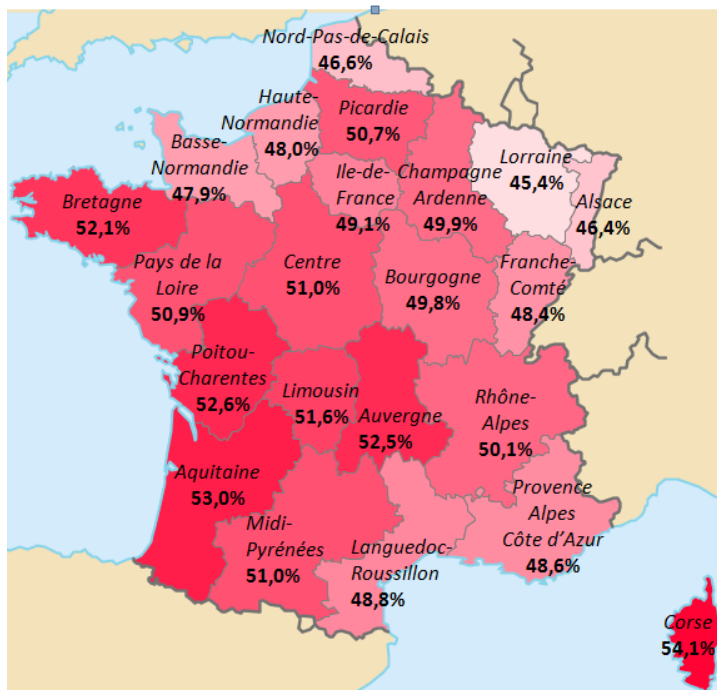 Nord-Pas-de-Calais
46,6%
Haute-
Normandie
48,0%
Picardie
50,7%
Basse-
Normandie
47,9%
Ile-de-
France
49,1%
Champagne
Ardenne
49,9%
Lorraine
45,4%
Alsace
46,4%
Bretagne
52,1%
Pays de la
Loire
50,9%
Centre
51,0%
Bourgogne
49,8%
Franche-
Comté
48,4%
Poitou-
Charentes
52,6%
Limousin
51,6%
Auvergne
52,5%
Rhône-
Alpes
50,1%
Aquitaine
53,0%
Midi-
Pyrénées
51,0%
Languedoc-
Roussillon
48,8%
Provence
Alpes
Côte d’Azur
48,6%
Corse
54,1%